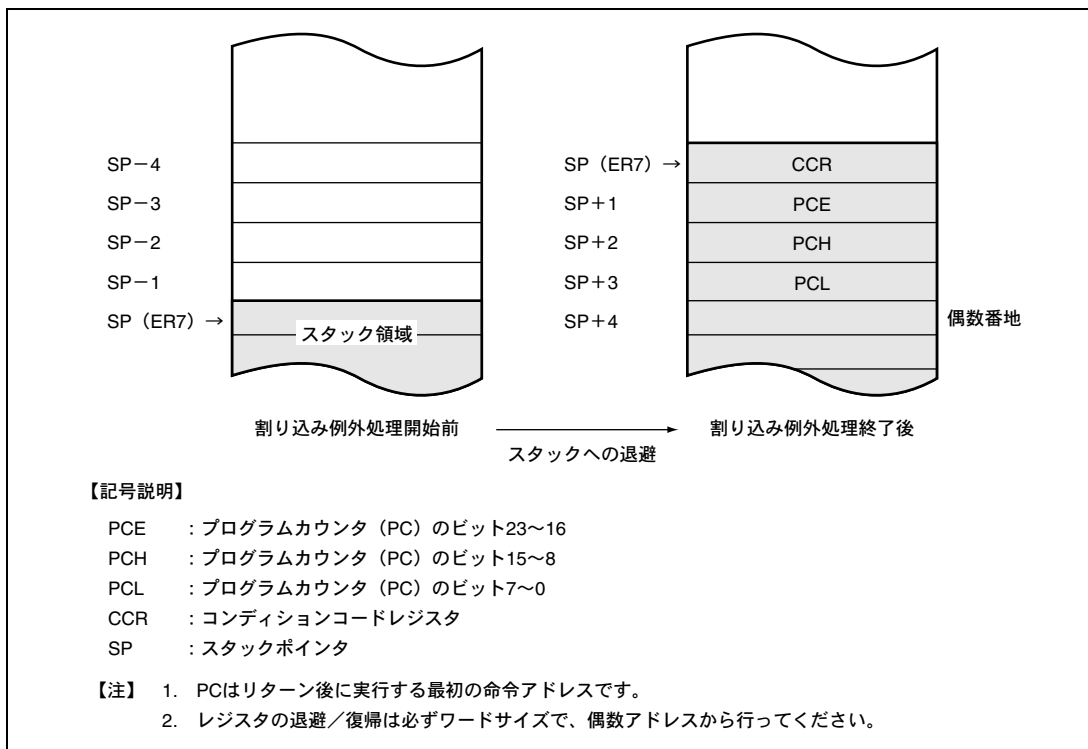 SP－4
SP－3
SP－2
SP－1
SP（ER7）→
スタック領域
SP（ER7）→
SP＋1
SP＋2
SP＋3
SP＋4
CCR
PCE
PCH
PCL
偶数番地
割り込み例外処理開始前
スタックへの退避
割り込み例外処理終了後
【記号説明】
PCE ：プログラムカウンタ（PC）のビット23～16
PCH ：プログラムカウンタ（PC）のビット15～8
PCL ：プログラムカウンタ（PC）のビット7～0
CCR ：コンディションコードレジスタ
SP ：スタックポインタ
【注】 1. PCはリターン後に実行する最初の命令アドレスです。
2. レジスタの退避／復帰は必ずワードサイズで、偶数アドレスから行ってください。